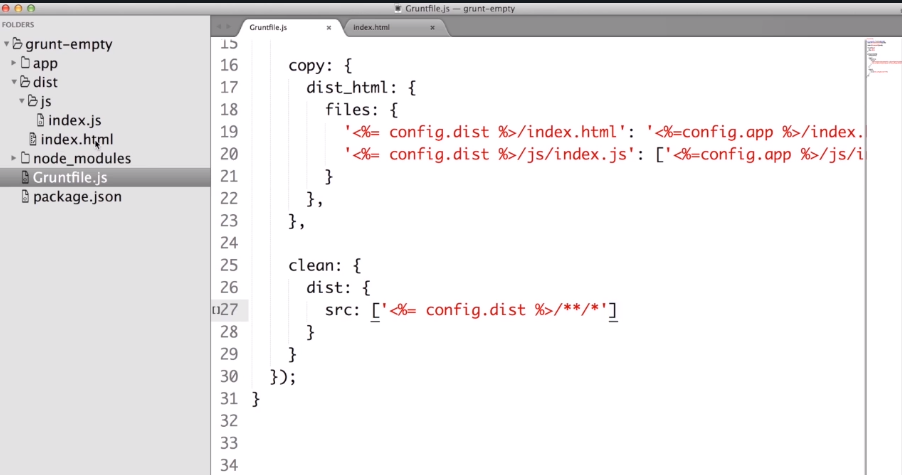 Gruntfile.js — grunt-empty
FOLDERS
grunt-empty
app
dist
js
index.js
index.html
node_modules
Gruntfile.js
package.json
Gruntfile.js × index.html ×
15
16 copy: {
17 dist_html: {
18 files: {
19 '<%= config.dist %>/index.html': '<%=config.app %>/index.
20 '<%= config.dist %>/js/index.js': ['<%=config.app %>/js/i
21 }
22 },
23 },
24
25 clean: {
26 dist: {
27 src: ['<%= config.dist %>/**/*']
28 }
29 }
30 });
31 }
32
33
34